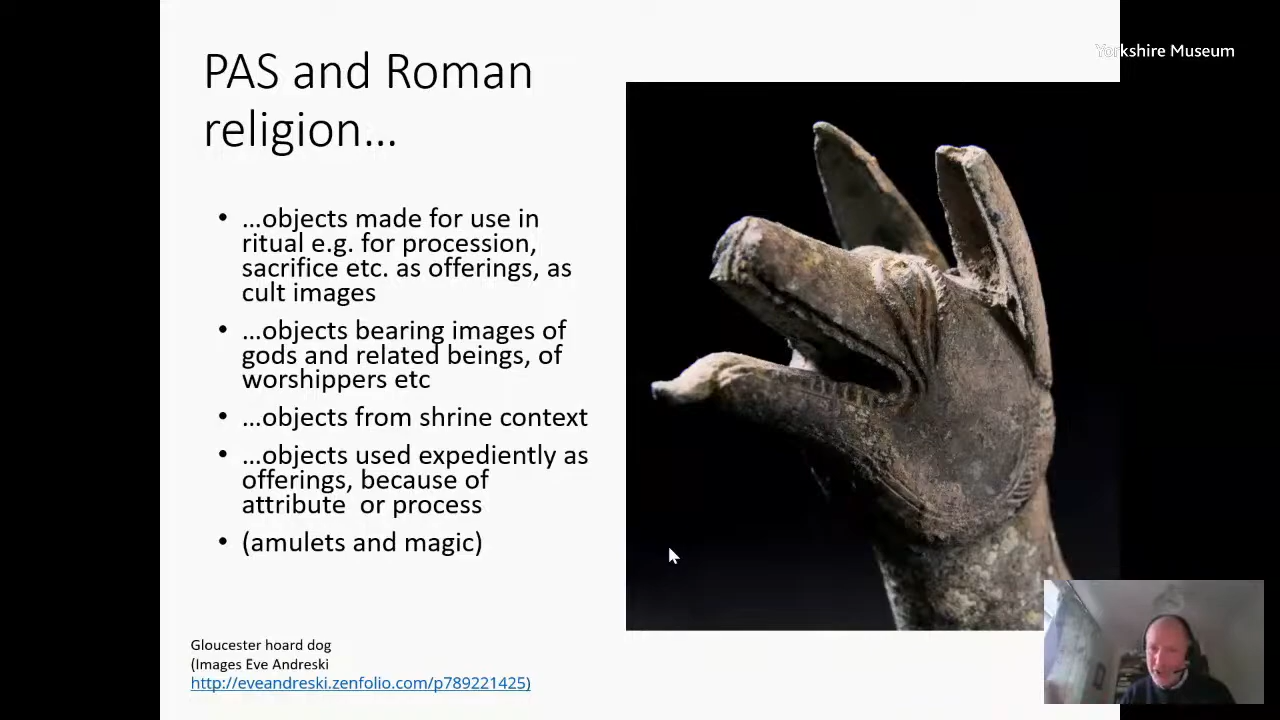 PAS and Roman
religion...
Yorkshire Museum
• ...objects made for use in
ritual e.g. for procession,
sacrifice etc. as offerings, as
cult images
• ...objects bearing images of
gods and related beings, of
worshippers etc
• ...objects from shrine context
• ...objects used expediently as
offerings, because of
attribute  or process
• (amulets and magic)
Gloucester hoard dog
(Images Eve Andreski
http://eveandreski.zenfolio.com/p789221425)